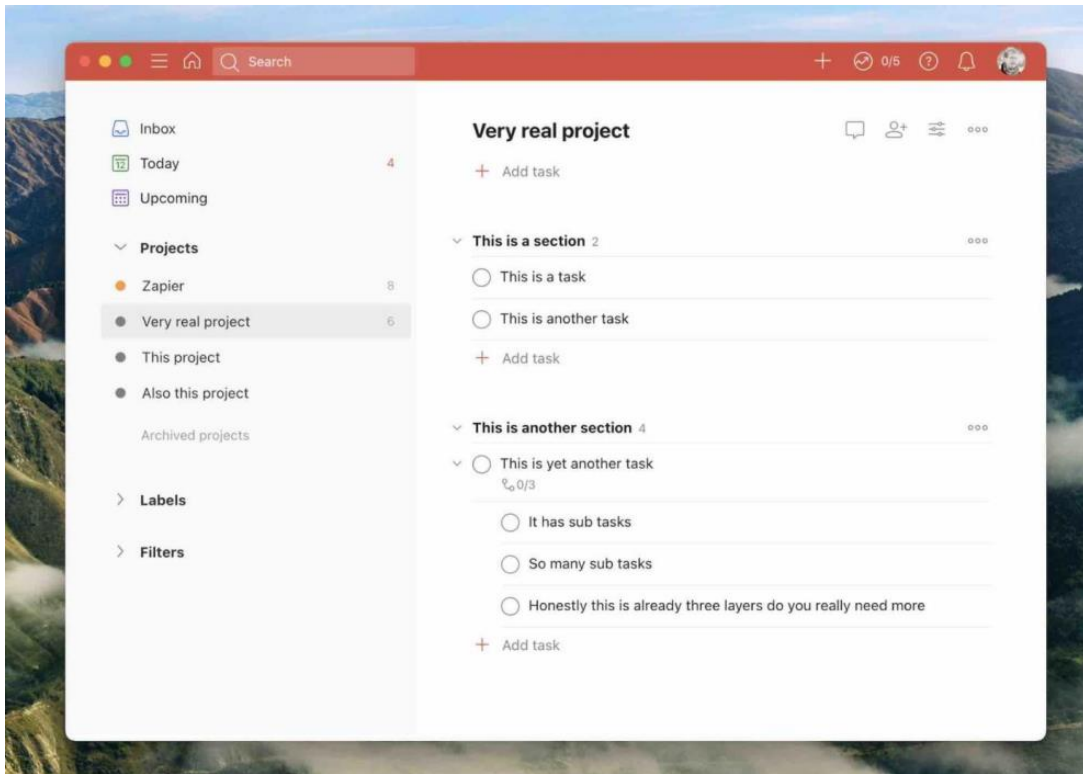 Search
0/5
Inbox
12
Today
4
Upcoming
Projects
Zapier
8
Very real project
6
This project
Also this project
Archived projects
Labels
Filters
Very real project
Add task
This is a section 2
This is a task
This is another task
Add task
This is another section 4
This is yet another task
0/3
It has sub tasks
So many sub tasks
Honestly this is already three layers do you really need more
Add task